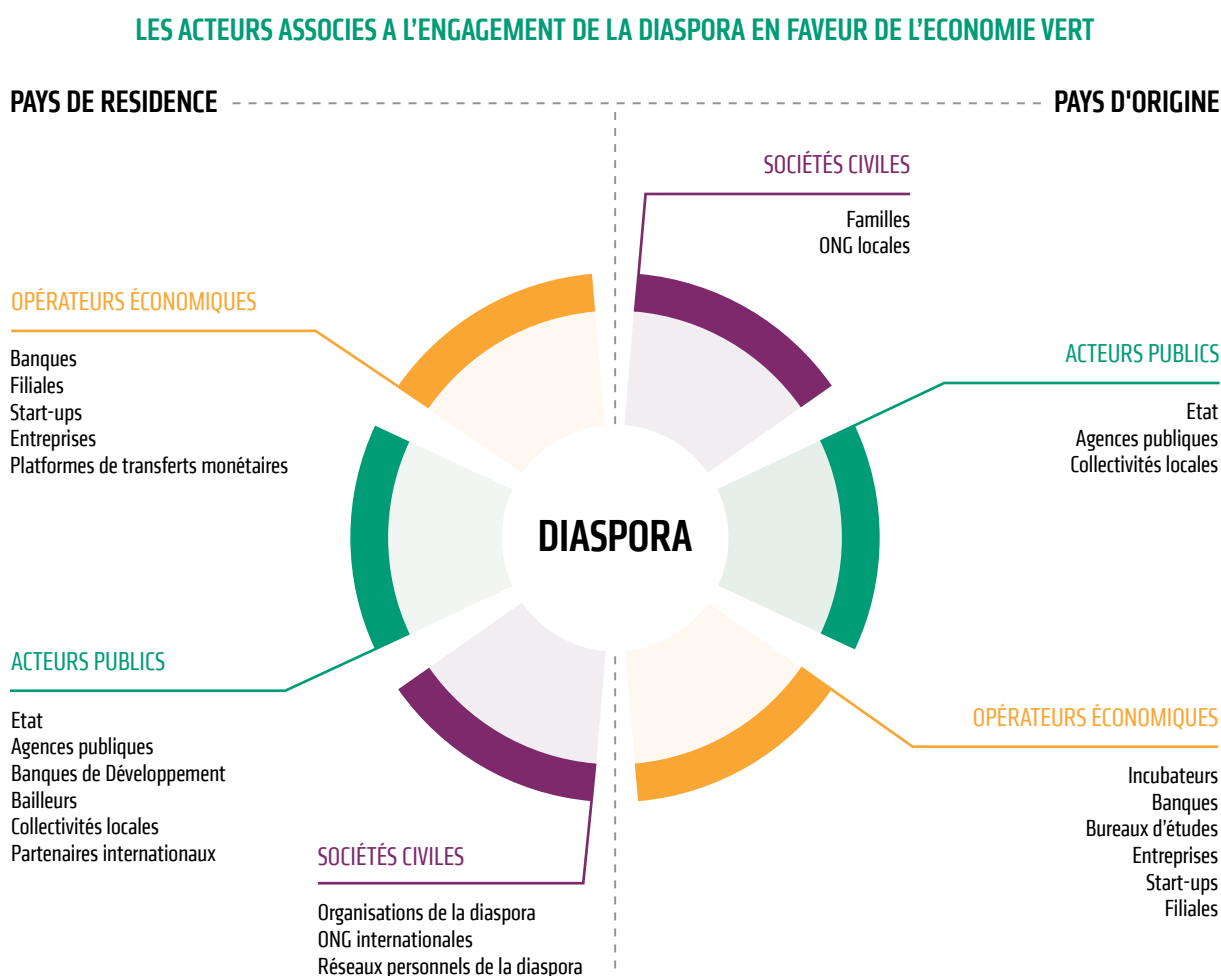 LES ACTEURS ASSOCIES A L'ENGAGEMENT DE LA DIASPORA EN FAVEUR DE L'ECONOMIE VERT
PAYS DE RESIDENCE
PAYS D'ORIGINE
SOCIÉTÉS CIVILES
Familles
ONG locales
OPÉRATEURS ÉCONOMIQUES
Banques
Filiales
Start-ups
Entreprises
Platformes de transferts monétaires
ACTEURS PUBLICS
Etat
Agences publiques
Collectivités locales
DIASPORA
ACTEURS PUBLICS
Etat
Agences publiques
Banques de Développement
Bailleurs
Collectivités locales
Partenaires internationaux
SOCIÉTÉS CIVILES
Organisations de la diaspora
ONG internationales
Réseaux personnels de la diaspora
OPÉRATEURS ÉCONOMIQUES
Incubateurs
Banques
Bureaux d'études
Entreprises
Start-ups
Filiales